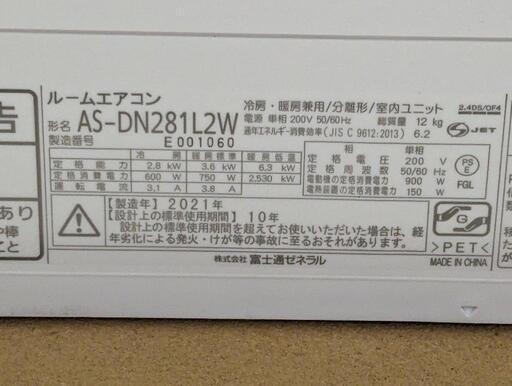 告
あり
棒
こと
ルームエアコン
形名 AS-DN281L2W
製造番号 E 001060
冷房・暖房兼用/分離形/室内ユニット
電源 単相 200V 50/60Hz 総質量 12 kg
通年エネルギー消費効率(JIS C 9612:2013) 6.2
2.4DS/OF4
JET
冷房 暖房 暖房低温
定格能力 2.8 kW 3.6 kW 6.3 kW
定格消費電力 600 W 750 W 2,530 kW
運転電流 3.1 A 3.8 A
相 単相
定格電圧 200 V
定格周波数 50/60 Hz
電動機の定格消費電力 900 W
電熱装置の定格消費電力 150 W
PS
E
FGL
【製造年】2021年
【設計上の標準使用期間】10年
設計上の標準使用期間を超えてお使いいただいた場合は、経
年劣化による発火・けが等の事故に至るおそれがあります。
G
>PET<
MADE IN CHINA
株式会社 富士通ゼネラル